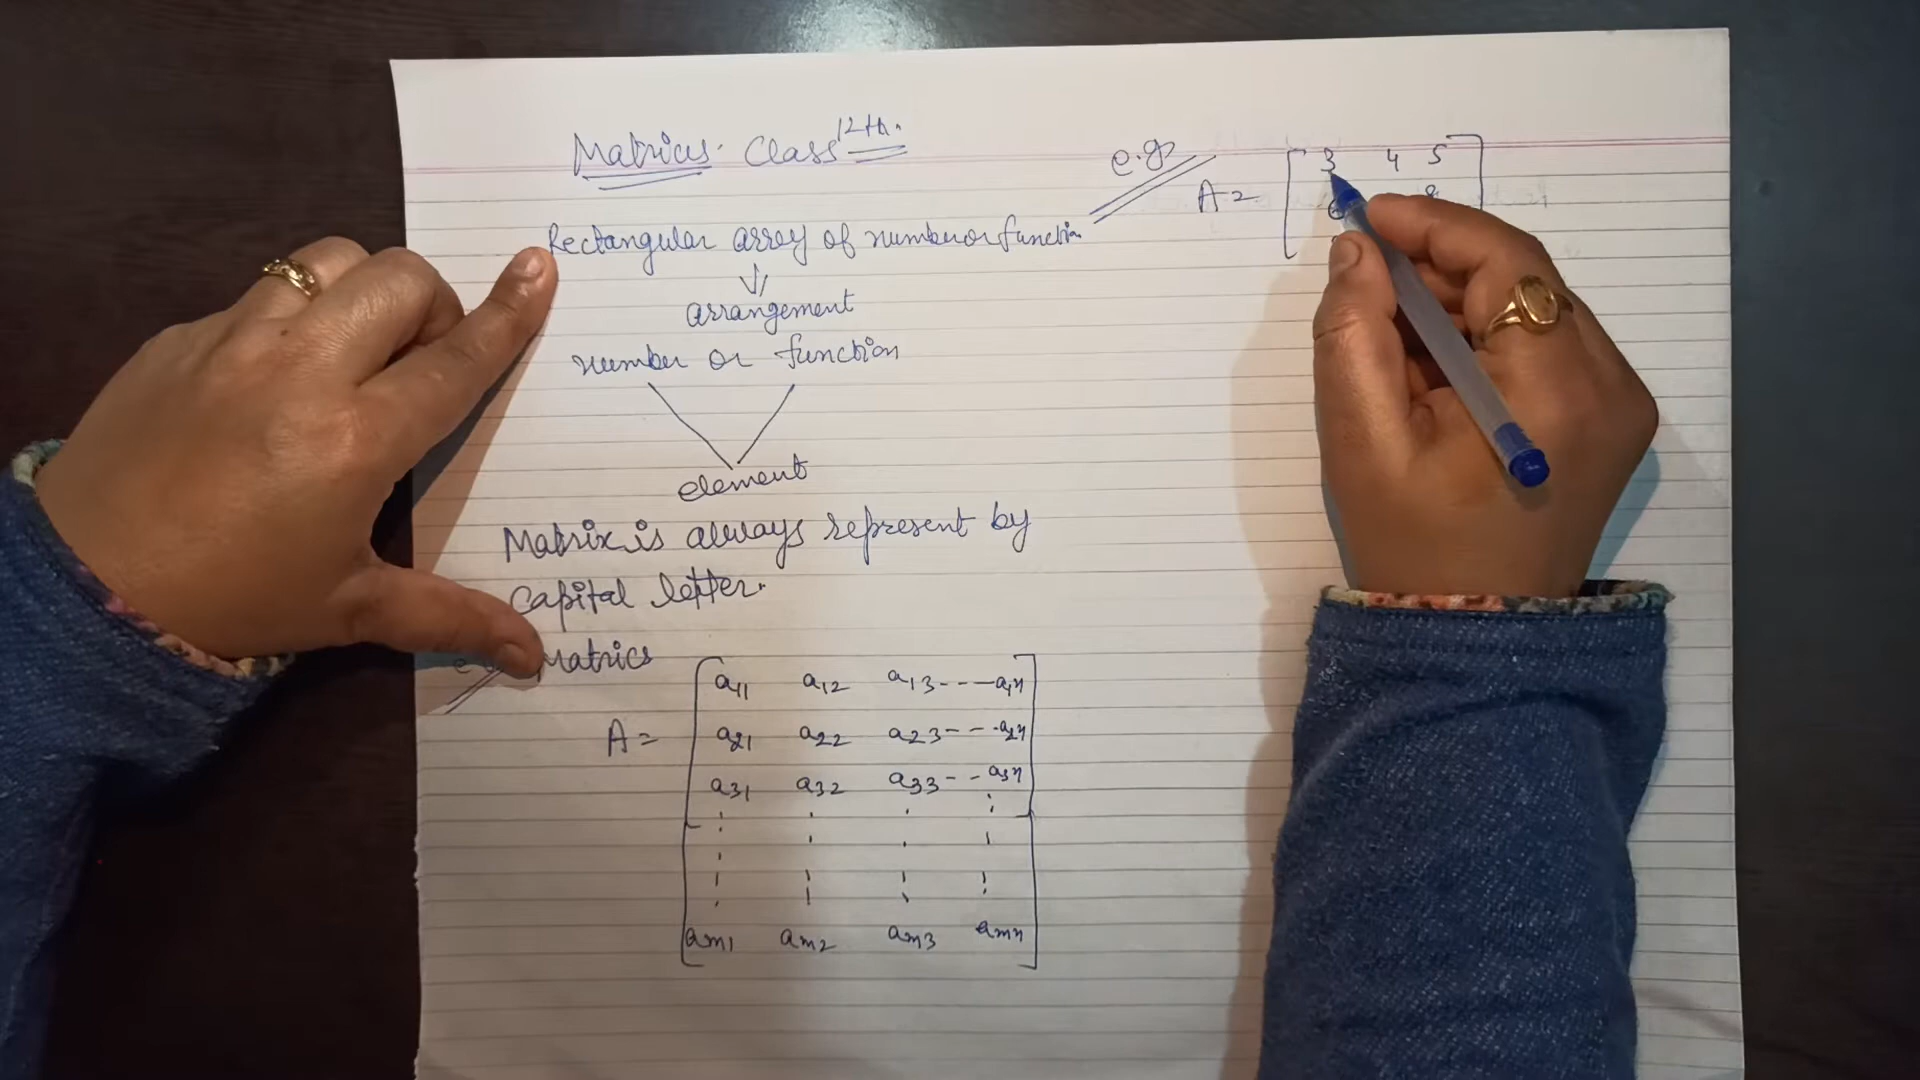 Matrices. Class 12th.
Rectangular array of number or function
arrangement
number or function
element
Matrix is always represent by
Capital letter.
Matrics
A = a11 a12 a13 - - — a1n
a21 a22 a23 - - - a2n
a31 a32 a33 - - - a3n
am1 am2 am3 amn
e.g.
3 4 5
A = 6 8